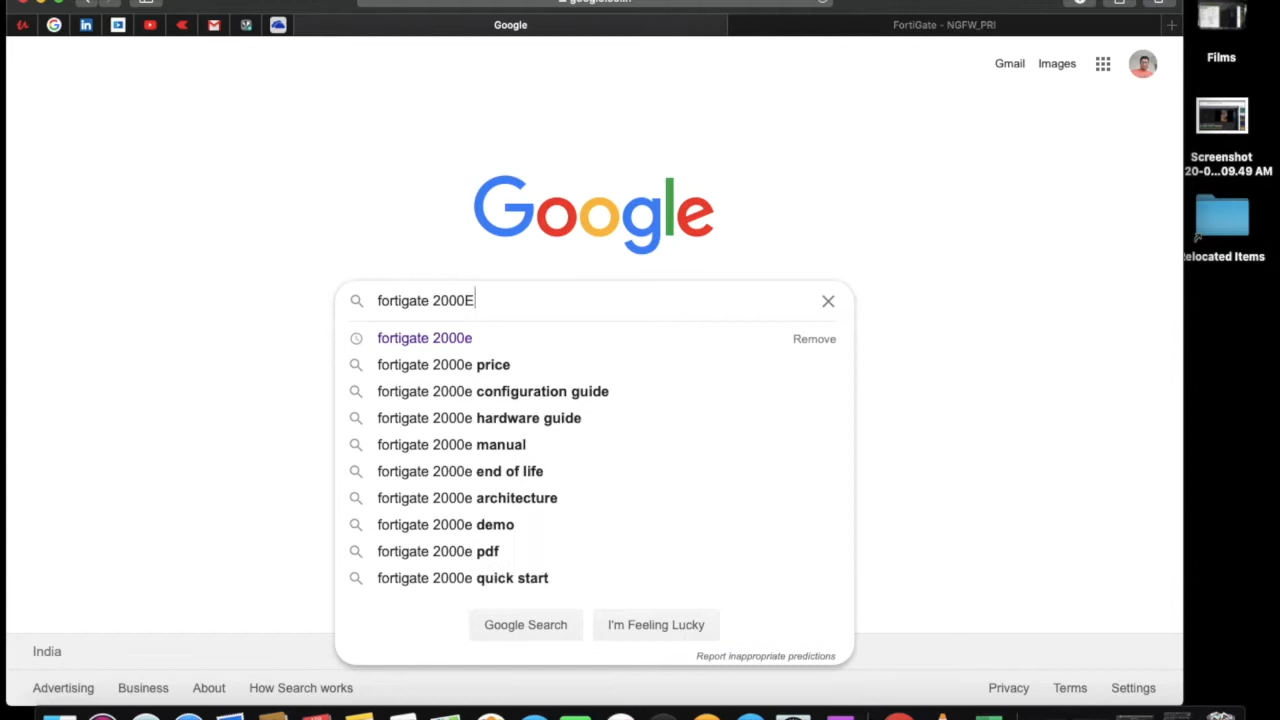 Google
FortiGate - NGFW_PRI
Gmail
Images
Films
Screenshot
20-0...09.49 AM
Relocated Items
Google
fortigate 2000E
fortigate 2000e
Remove
fortigate 2000e price
fortigate 2000e configuration guide
fortigate 2000e hardware guide
fortigate 2000e manual
fortigate 2000e end of life
fortigate 2000e architecture
fortigate 2000e demo
fortigate 2000e pdf
fortigate 2000e quick start
Google Search
I'm Feeling Lucky
Report inappropriate predictions
India
Advertising
Business
About
How Search works
Privacy
Terms
Settings